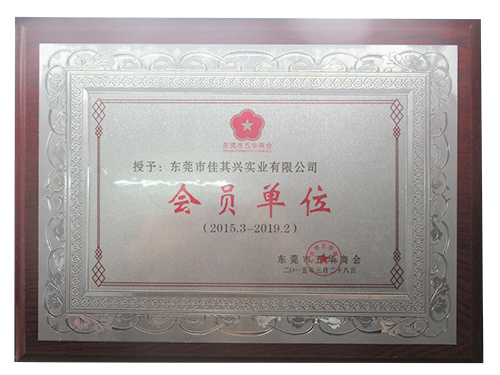 东莞市五华商会
授予：东莞市佳其兴实业有限公司
会员单位
(2015.3-2019.2)
东莞市五华商会
二〇一五年三月二十八日